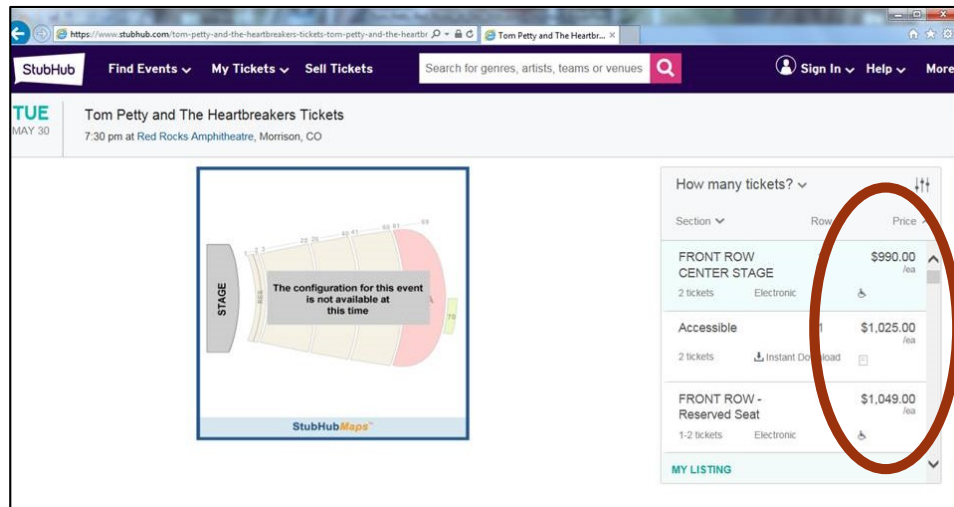 https://www.stubhub.com/tom-petty-and-the-heartbreakers-tickets-tom-petty-and-the-heartbr
Tom Petty and The Heartbr...
StubHub Find Events My Tickets Sell Tickets Search for genres, artists, teams or venues Sign In Help More
TUE
MAY 30
Tom Petty and The Heartbreakers Tickets
7:30 pm at Red Rocks Amphitheatre, Morrison, CO
STAGE
The configuration for this event
is not available at
this time
70
StubHubMaps™
How many tickets?
Section Row Price
FRONT ROW $990.00
CENTER STAGE /ea
2 tickets Electronic
Accessible 1 $1,025.00
/ea
2 tickets Instant Download
FRONT ROW - $1,049.00
Reserved Seat /ea
1-2 tickets Electronic
MY LISTING